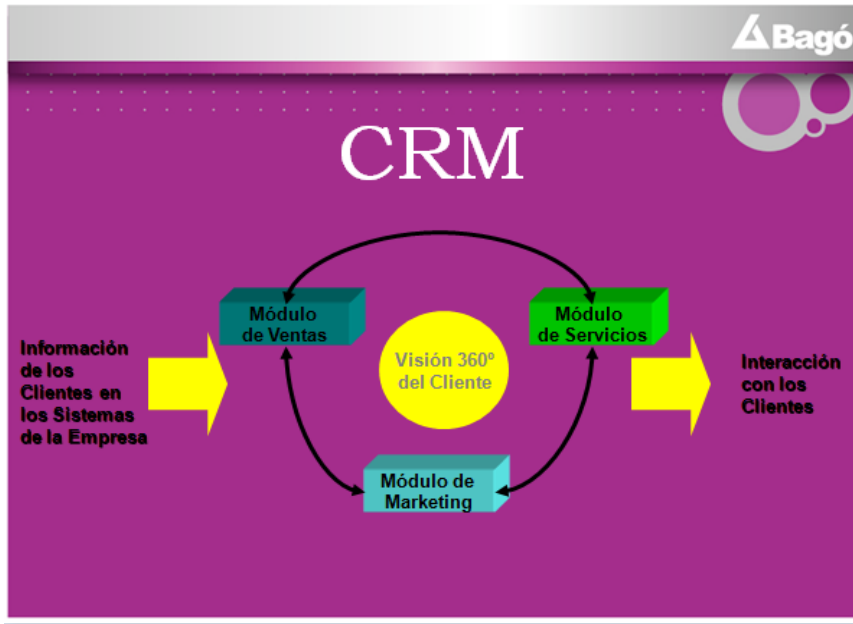 Bagó
CRM
Módulo
de Ventas
Módulo
de Servicios
Información
de los
Clientes en
los Sistemas
de la Empresa
Visión 360º
del Cliente
Interacción
con los
Clientes
Módulo de
Marketing